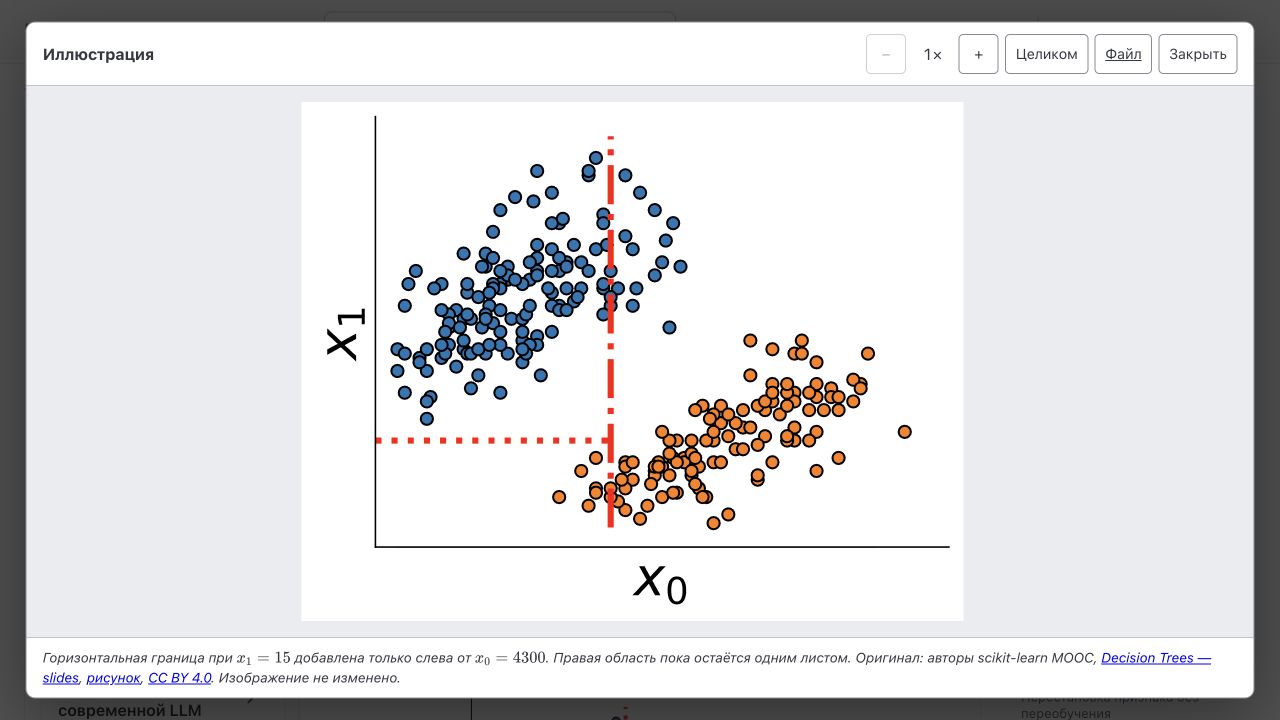 Иллюстрация
− 1× + Целиком Файл Закрыть
x1
x0
Горизонтальная граница при x1 = 15 добавлена только слева от x0 = 4300. Правая область пока остаётся одним листом. Оригинал: авторы scikit-learn MOOC, Decision Trees —
slides, рисунок, CC BY 4.0. Изображение не изменено.
современной LLM
переобучения